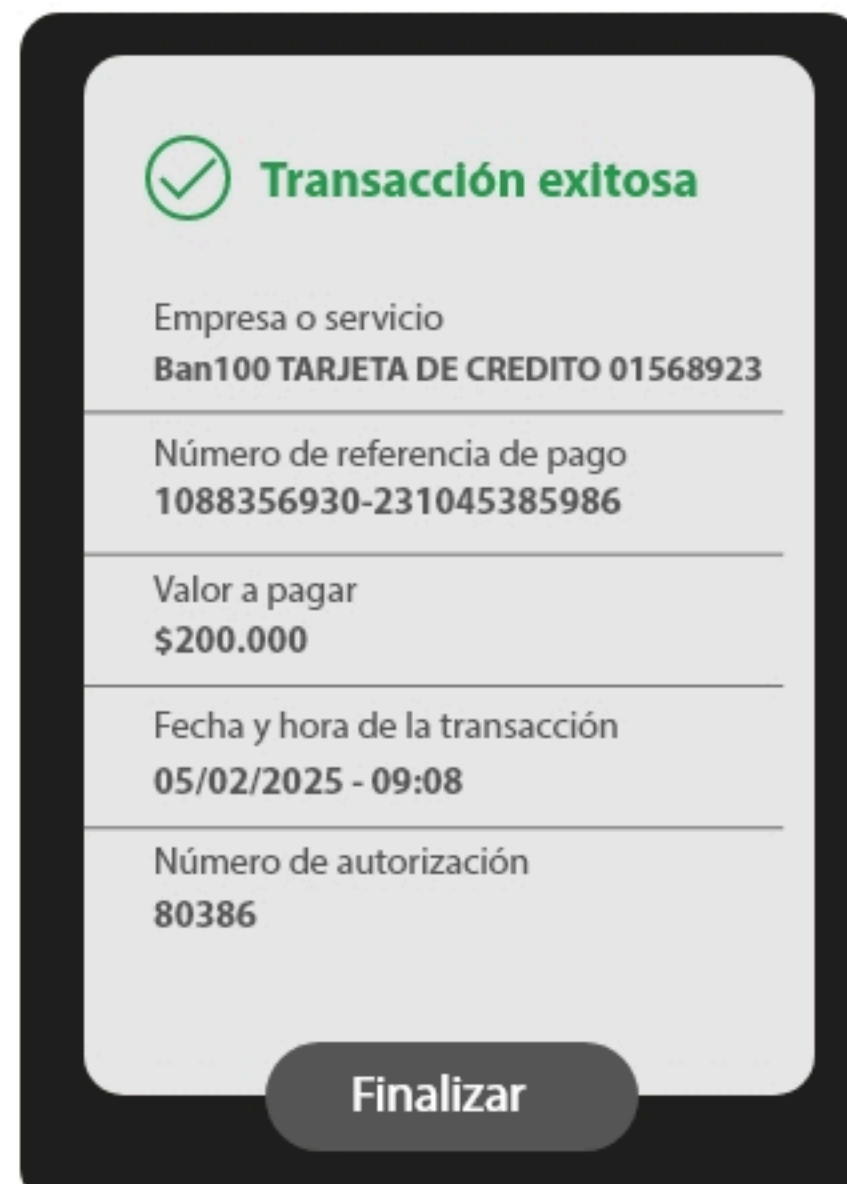 Transacción exitosa
Empresa o servicio
Ban100 TARJETA DE CREDITO 01568923
Número de referencia de pago
1088356930-231045385986
Valor a pagar
$200.000
Fecha y hora de la transacción
05/02/2025 - 09:08
Número de autorización
80386
Finalizar